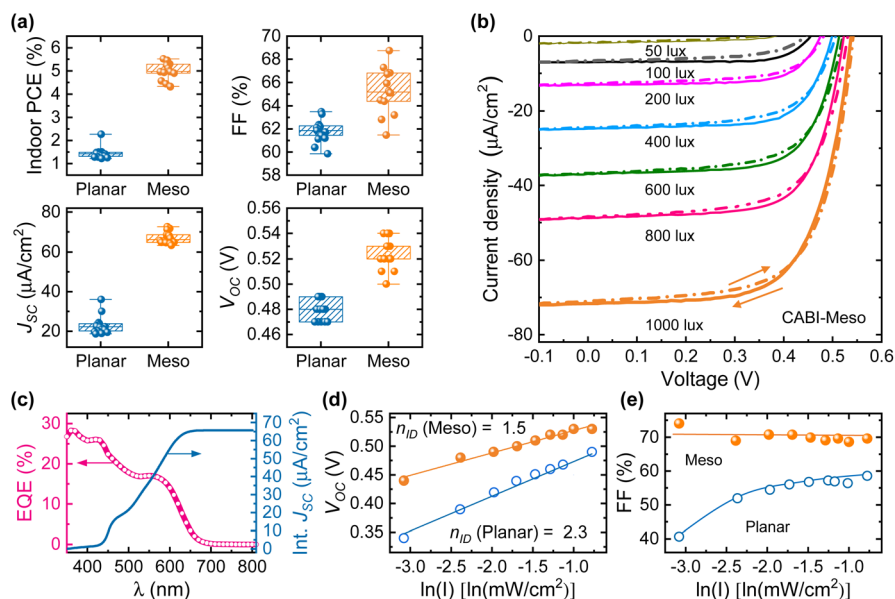 (a)
Indoor PCE (%)
6
5
4
3
2
1
Planar Meso
FF (%)
70
68
66
64
62
60
Planar Meso
J_SC (µA/cm²)
80
60
40
20
Planar Meso
V_OC (V)
0.56
0.54
0.52
0.50
0.48
0.46
Planar Meso
(b)
Current density (µA/cm²)
0
-20
-40
-60
-80
50 lux
100 lux
200 lux
400 lux
600 lux
800 lux
1000 lux
CABI-Meso
-0.1 0.0 0.1 0.2 0.3 0.4 0.5 0.6
Voltage (V)
(c)
EQE (%)
30
20
10
0
Int. J_SC (µA/cm²)
70
60
50
40
30
20
10
0
400 500 600 700 800
λ (nm)
(d)
V_OC (V)
0.55
0.50
0.45
0.40
0.35
n_ID (Meso) = 1.5
n_ID (Planar) = 2.3
-3.0 -2.5 -2.0 -1.5 -1.0
ln(I) [ln(mW/cm²)]
(e)
FF (%)
80
70
60
50
40
Meso
Planar
-3.0 -2.5 -2.0 -1.5 -1.0
ln(I) [ln(mW/cm²)]